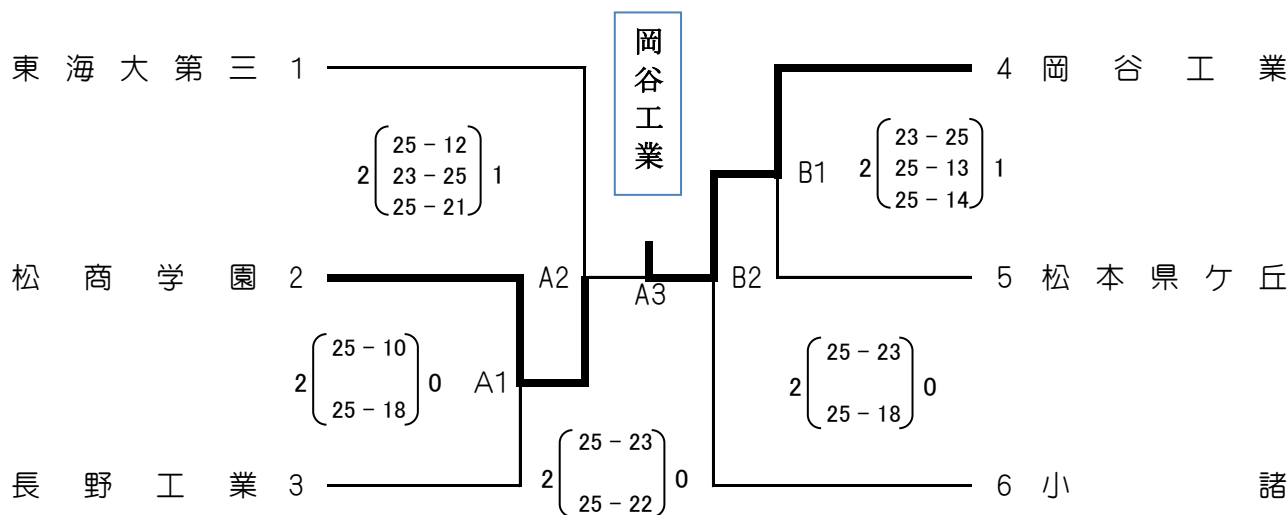 岡谷工業
東海大第三 1
4 岡谷工業
25 - 12
2 23 - 25 1
25 - 21
23 - 25
2 25 - 13 1
25 - 14
B1
松商学園 2
A2
A3
B2
5 松本県ケ丘
25 - 10
2 0
25 - 18
A1
25 - 23
2 0
25 - 18
長野工業 3
25 - 23
2 0
25 - 22
6 小諸